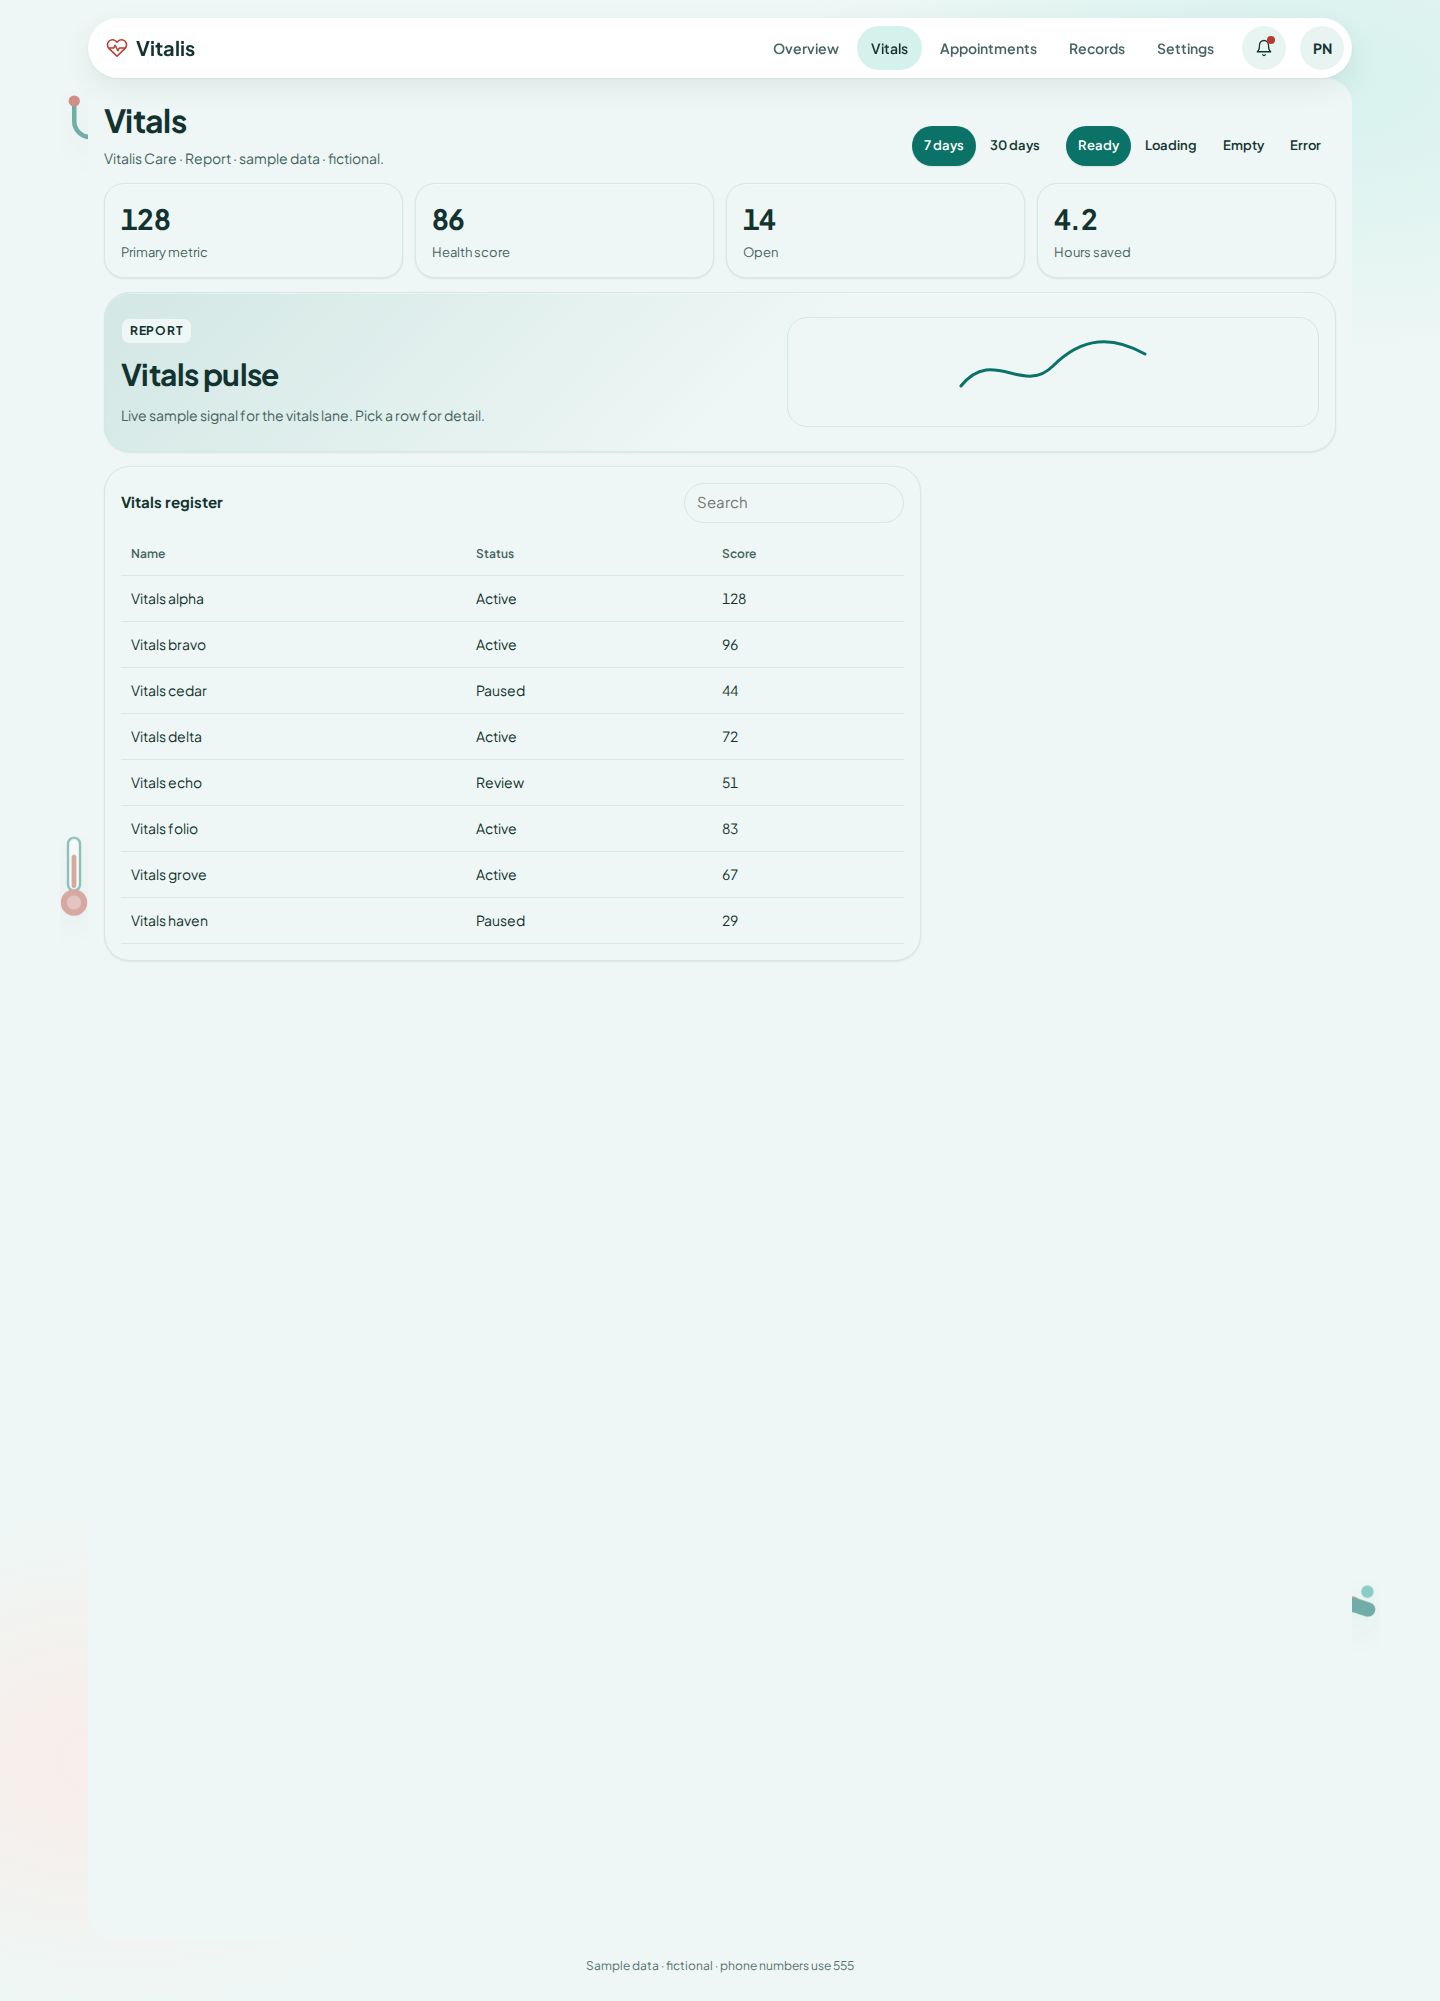 Vitalis
Overview Vitals Appointments Records Settings PN
Vitals
Vitalis Care · Report · sample data · fictional.
7 days 30 days Ready Loading Empty Error
128 86 14 4.2
Primary metric Health score Open Hours saved
REPORT
Vitals pulse
Live sample signal for the vitals lane. Pick a row for detail.
Vitals register Search
Name Status Score
Vitals alpha Active 128
Vitals bravo Active 96
Vitals cedar Paused 44
Vitals delta Active 72
Vitals echo Review 51
Vitals folio Active 83
Vitals grove Active 67
Vitals haven Paused 29
Sample data · fictional · phone numbers use 555